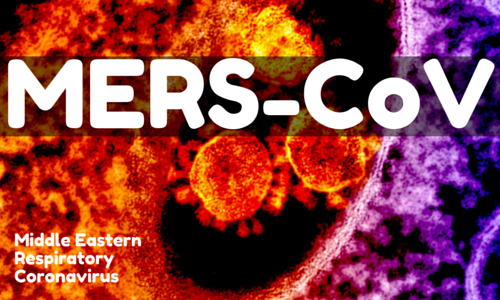 MERS-CoV
Middle Eastern
Respiratory
Coronavirus